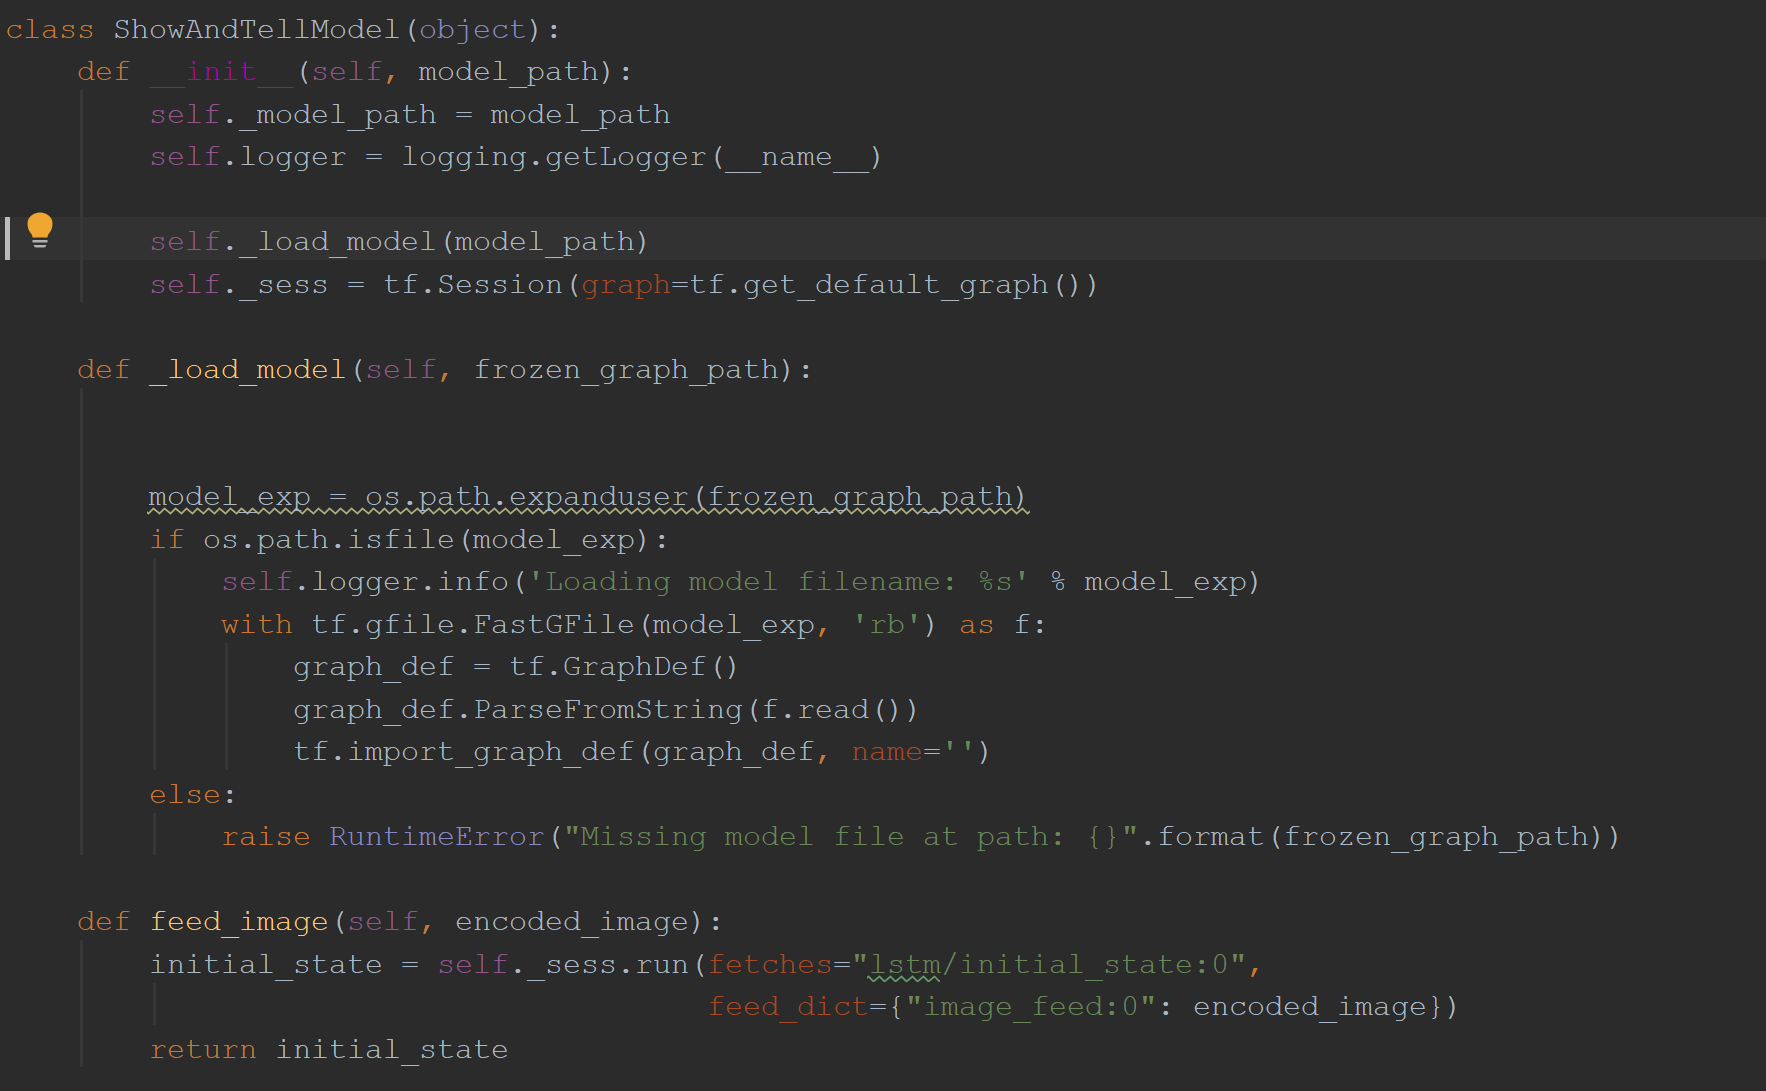 class ShowAndTellModel(object):
    def __init__(self, model_path):
        self._model_path = model_path
        self.logger = logging.getLogger(__name__)
        self._load_model(model_path)
        self._sess = tf.Session(graph=tf.get_default_graph())
    def _load_model(self, frozen_graph_path):
        model_exp = os.path.expanduser(frozen_graph_path)
        if os.path.isfile(model_exp):
            self.logger.info('Loading model filename: %s' % model_exp)
            with tf.gfile.FastGFile(model_exp, 'rb') as f:
                graph_def = tf.GraphDef()
                graph_def.ParseFromString(f.read())
                tf.import_graph_def(graph_def, name='')
        else:
            raise RuntimeError("Missing model file at path: {}".format(frozen_graph_path))
    def feed_image(self, encoded_image):
        initial_state = self._sess.run(fetches="lstm/initial_state:0",
                                       feed_dict={"image_feed:0": encoded_image})
        return initial_state